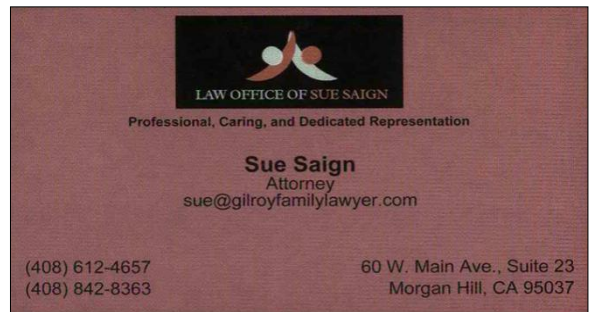 LAW OFFICE OF SUE SAIGN
Professional, Caring, and Dedicated Representation
Sue Saign
Attorney
sue@gilroyfamilylawyer.com
(408) 612-4657
(408) 842-8363
60 W. Main Ave., Suite 23
Morgan Hill, CA 95037